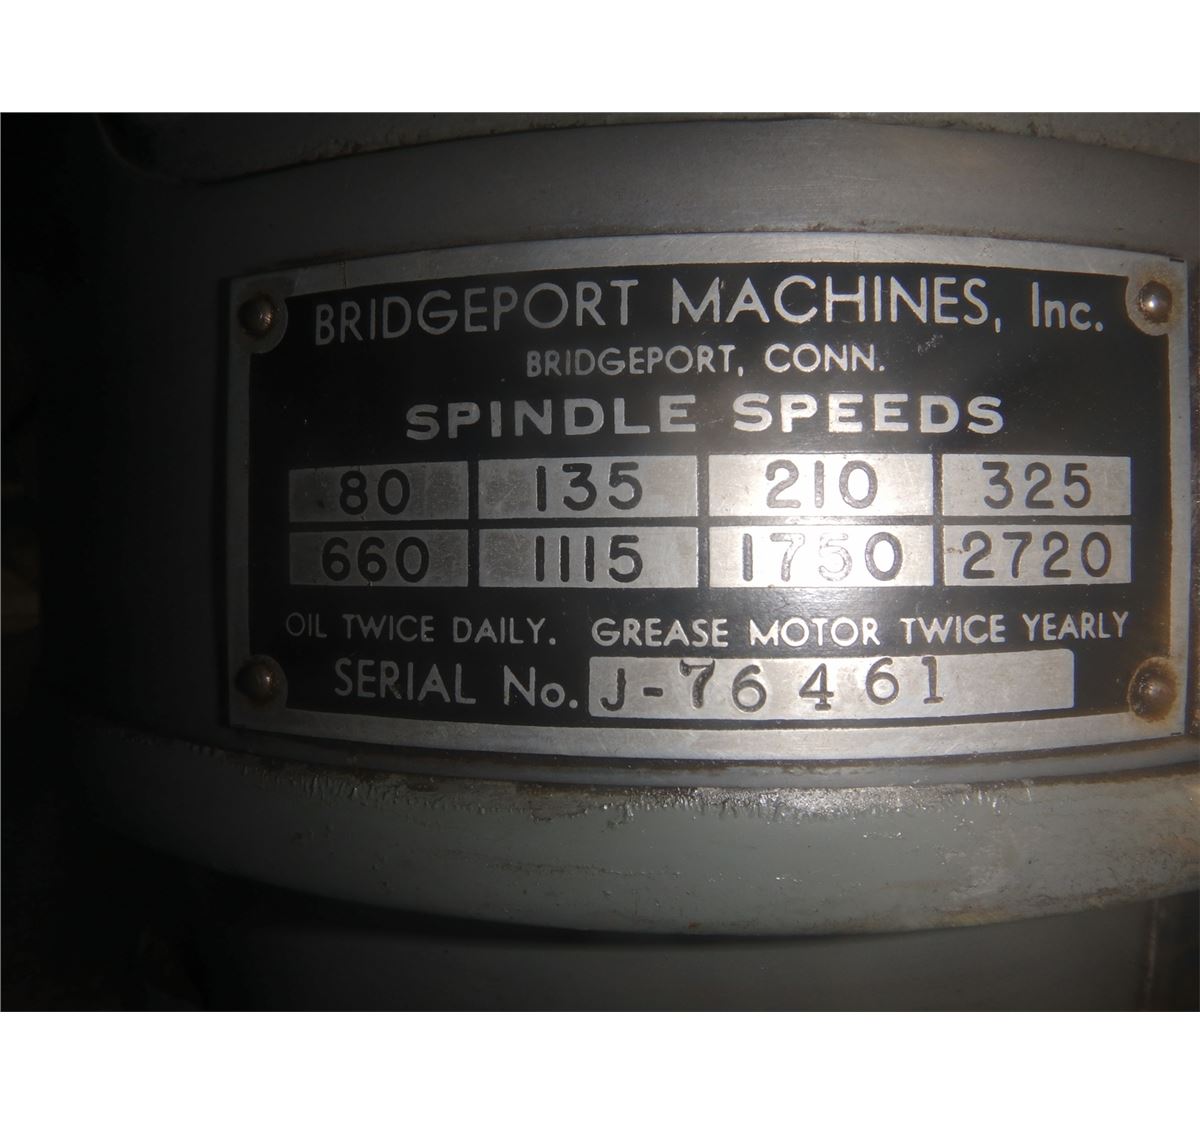 BRIDGEPORT MACHINES, Inc.
BRIDGEPORT, CONN.
SPINDLE SPEEDS
80 135 210 325
660 1115 1750 2720
OIL TWICE DAILY. GREASE MOTOR TWICE YEARLY
SERIAL No. J-76461